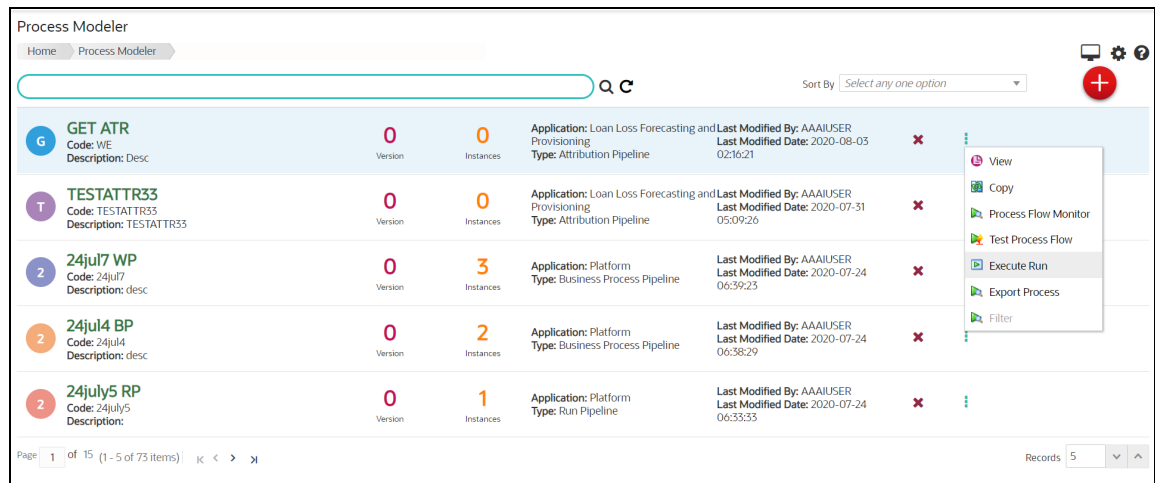 Process Modeler
Home Process Modeler
Sort By Select any one option
G
GET ATR
Code: WE
Description: Desc
0
Version
0
Instances
Application: Loan Loss Forecasting and
Provisioning
Type: Attribution Pipeline
Last Modified By: AAAIUSER
Last Modified Date: 2020-08-03
02:16:21
View
Copy
Process Flow Monitor
Test Process Flow
Execute Run
Export Process
Filter
T
TESTATTR33
Code: TESTATTR33
Description: TESTATTR33
0
Version
0
Instances
Application: Loan Loss Forecasting and
Provisioning
Type: Attribution Pipeline
Last Modified By: AAAIUSER
Last Modified Date: 2020-07-31
05:09:26
2
24jul7 WP
Code: 24jul7
Description: desc
0
Version
3
Instances
Application: Platform
Type: Business Process Pipeline
Last Modified By: AAAIUSER
Last Modified Date: 2020-07-24
06:39:23
2
24jul4 BP
Code: 24jul4
Description: desc
0
Version
2
Instances
Application: Platform
Type: Business Process Pipeline
Last Modified By: AAAIUSER
Last Modified Date: 2020-07-24
06:38:29
2
24july5 RP
Code: 24july5
Description:
0
Version
1
Instances
Application: Platform
Type: Run Pipeline
Last Modified By: AAAIUSER
Last Modified Date: 2020-07-24
06:33:33
Page 1 of 15 (1 - 5 of 73 items)
Records 5